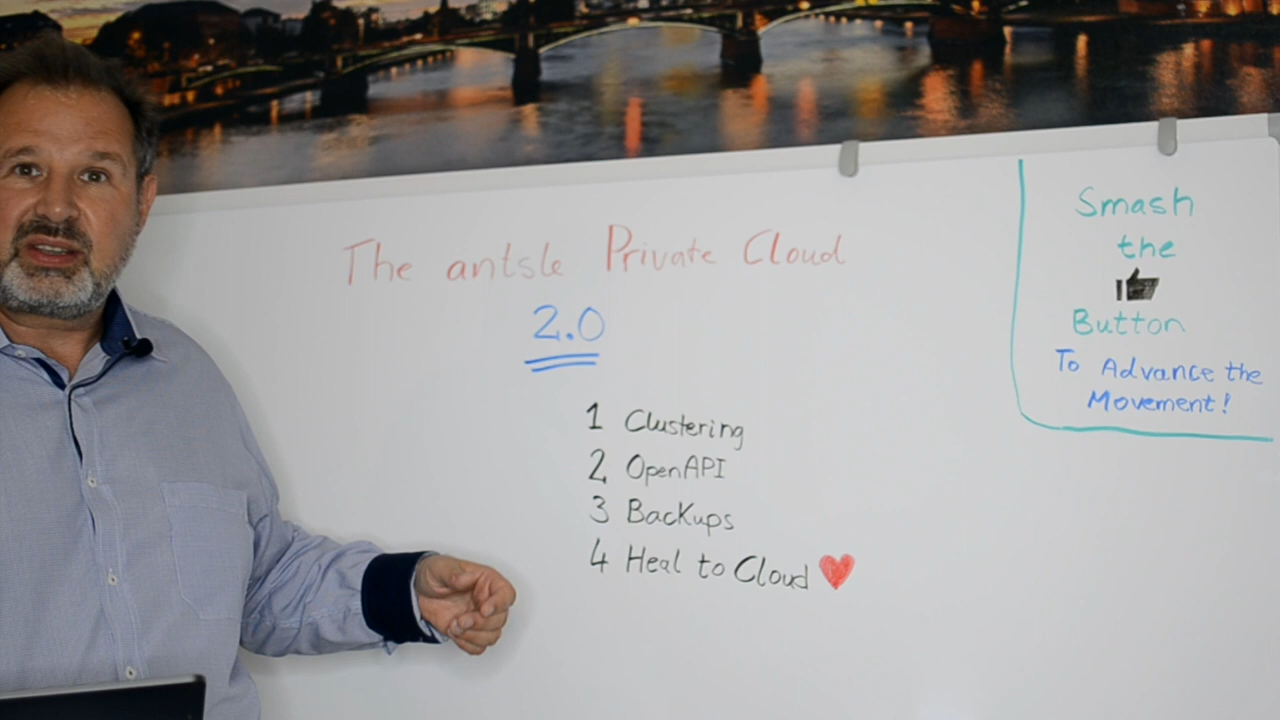 The antsle Private Cloud
2.0
1 Clustering
2 OpenAPI
3 Backups
4 Heal to Cloud
Smash
the
Button
To Advance the
Movement!